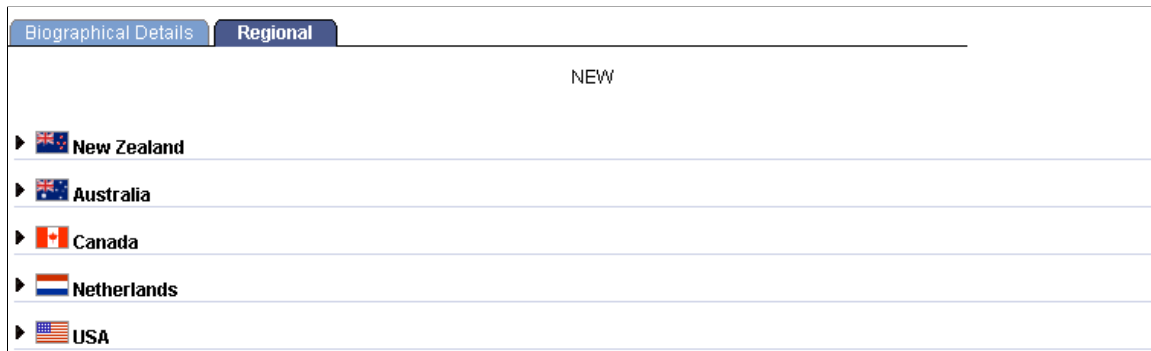 Biographical Details Regional
NEW
New Zealand
Australia
Canada
Netherlands
USA